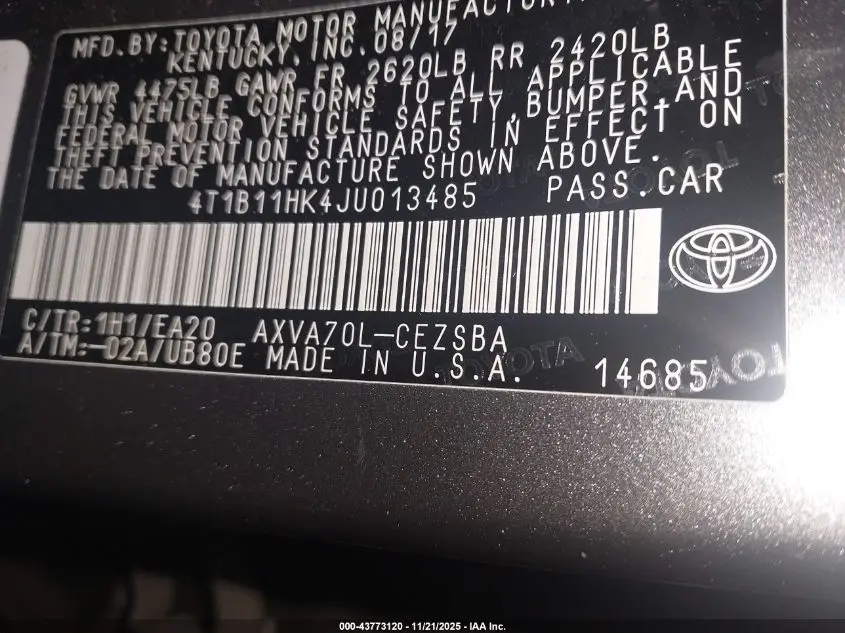 MFD.BY:TOYOTA MOTOR MANUFACTURING
KENTUCKY, INC. 08/17
GVWR 4475LB GAWR FR 2620LB RR 2420LB
THIS VEHICLE CONFORMS TO ALL APPLICABLE
FEDERAL MOTOR VEHICLE SAFETY, BUMPER, AND
THEFT PREVENTION STANDARDS IN EFFECT ON
THE DATE OF MANUFACTURE SHOWN ABOVE.
4T1B11HK4JU013485 PASS.CAR
C/TR:1H1/EA20 AXVA70L-CEZSBA
A/TM:-02A/UB80E MADE IN U.S.A. 14685
TOYOTA
TOYOTA
000-43773120 - 11/21/2025 - IAA Inc.